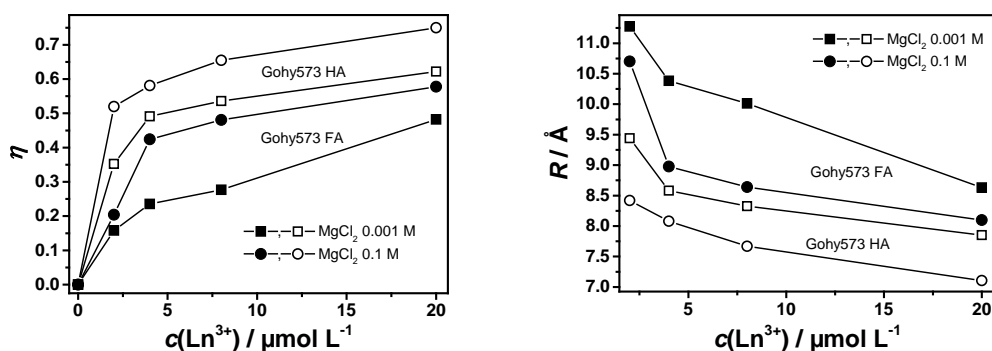 0.7
0.6
0.5
0.4
0.3
0.2
0.1
0.0
η
Gohy573 HA
Gohy573 FA
,  MgCl₂ 0.001 M
,  MgCl₂ 0.1 M
0 5 10 15 20
c(Ln³⁺) / µmol L⁻¹
11.0
10.5
10.0
9.5
9.0
8.5
8.0
7.5
7.0
R / Å
,  MgCl₂ 0.001 M
,  MgCl₂ 0.1 M
Gohy573 FA
Gohy573 HA
5 10 15 20
c(Ln³⁺) / µmol L⁻¹